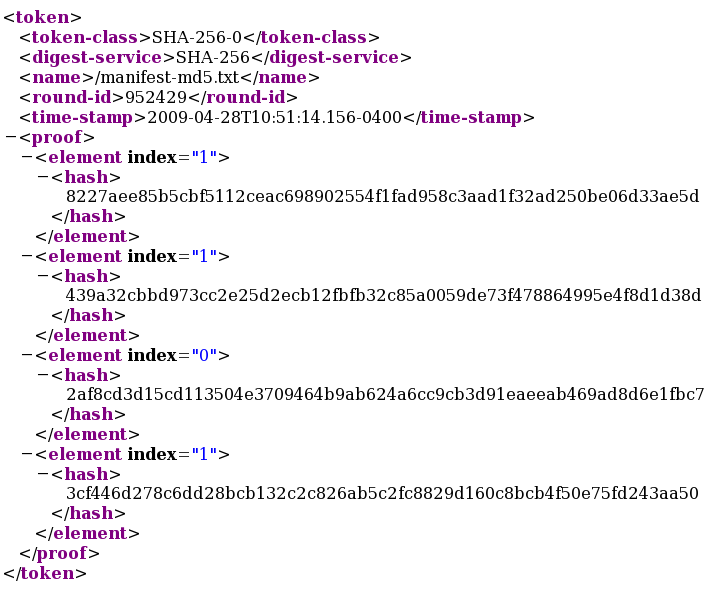 <token>
<token-class>SHA-256-0</token-class>
<digest-service>SHA-256</digest-service>
<name>/manifest-md5.txt</name>
<round-id>952429</round-id>
<time-stamp>2009-04-28T10:51:14.156-0400</time-stamp>
−<proof>
−<element index="1">
−<hash>
8227aee85b5cbf5112ceac698902554f1fad958c3aad1f32ad250be06d33ae5d
</hash>
</element>
−<element index="1">
−<hash>
439a32cbbd973cc2e25d2ecb12fbfb32c85a0059de73f478864995e4f8d1d38d
</hash>
</element>
−<element index="0">
−<hash>
2af8cd3d15cd113504e3709464b9ab624a6cc9cb3d91eaeeab469ad8d6e1fbc7
</hash>
</element>
−<element index="1">
−<hash>
3cf446d278c6dd28bcb132c2c826ab5c2fc8829d160c8bcb4f50e75fd243aa50
</hash>
</element>
</proof>
</token>